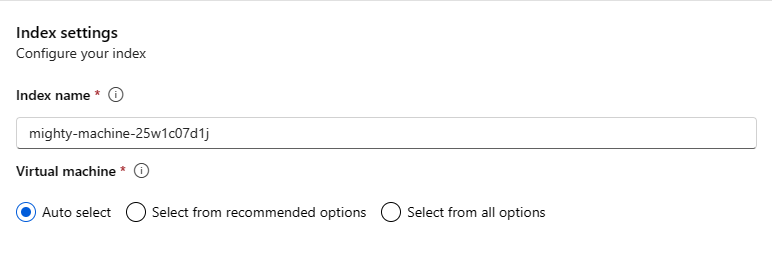 Index settings
Configure your index
Index name *
mighty-machine-25w1c07d1j
Virtual machine *
Auto select Select from recommended options Select from all options